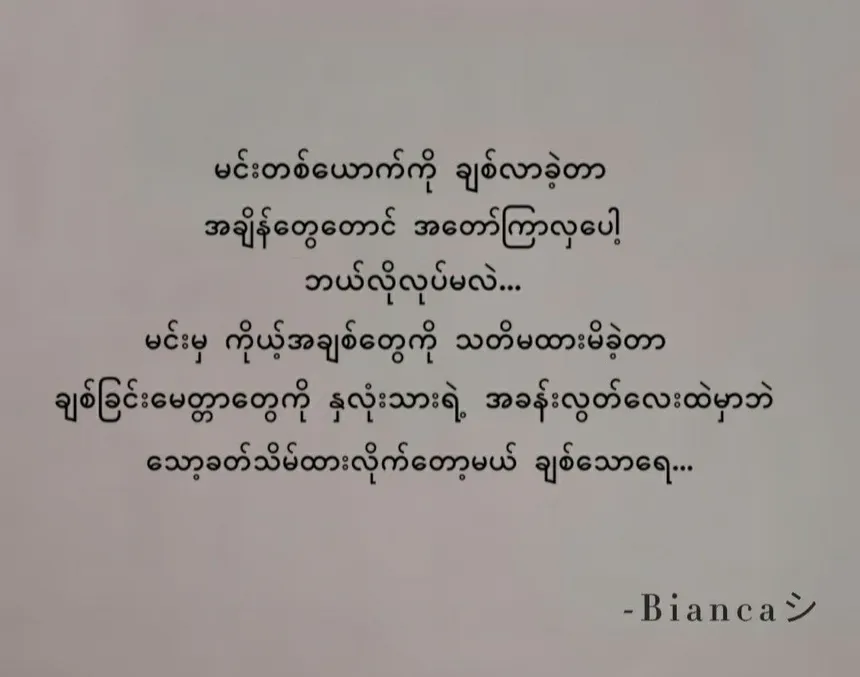 မင်းတစ်ယောက်ကို ချစ်လာခဲ့တာ
အချိန်တွေတောင် အတော်ကြာလှပေါ့
ဘယ်လိုလုပ်မလဲ...
မင်းမှ ကိုယ့်အချစ်တွေကို သတိမထားမိခဲ့တာ
ချစ်ခြင်းမေတ္တာတွေကို နှလုံးသားရဲ့ အခန်းလွတ်လေးထဲမှာဘဲ
သော့ခတ်သိမ်ထားလိုက်တော့မယ် ချစ်သောရေ...
-Biancaシ